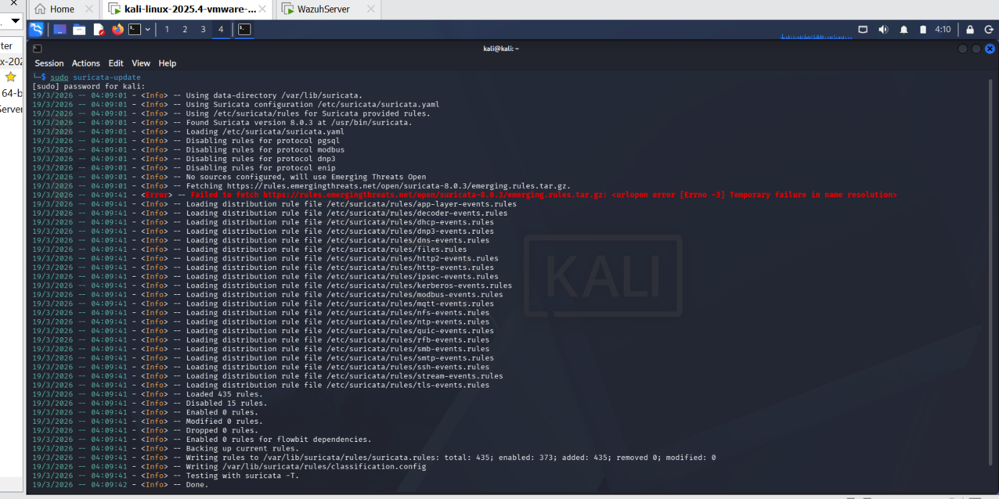 Home
kali-linux-2025.4-vmware-...
WazuhServer
1 2 3 4
4:10
ter
x-202
64-b
Server
kali@kali: ~
Session Actions Edit View Help
└─$ sudo suricata-update
[sudo] password for kali:
19/3/2026 -- 04:09:01 - <Info> -- Using data-directory /var/lib/suricata.
19/3/2026 -- 04:09:01 - <Info> -- Using Suricata configuration /etc/suricata/suricata.yaml
19/3/2026 -- 04:09:01 - <Info> -- Using /etc/suricata/rules for Suricata provided rules.
19/3/2026 -- 04:09:01 - <Info> -- Found Suricata version 8.0.3 at /usr/bin/suricata.
19/3/2026 -- 04:09:01 - <Info> -- Loading /etc/suricata/suricata.yaml
19/3/2026 -- 04:09:01 - <Info> -- Disabling rules for protocol pgsql
19/3/2026 -- 04:09:01 - <Info> -- Disabling rules for protocol modbus
19/3/2026 -- 04:09:01 - <Info> -- Disabling rules for protocol dnp3
19/3/2026 -- 04:09:01 - <Info> -- Disabling rules for protocol enip
19/3/2026 -- 04:09:01 - <Info> -- No sources configured, will use Emerging Threats Open
19/3/2026 -- 04:09:01 - <Info> -- Fetching https://rules.emergingthreats.net/open/suricata-8.0.3/emerging.rules.tar.gz.
19/3/2026 -- 04:09:41 - <Error> -- Failed to fetch https://rules.emergingthreats.net/open/suricata-8.0.3/emerging.rules.tar.gz: <urlopen error [Errno -3] Temporary failure in name resolution>
19/3/2026 -- 04:09:41 - <Info> -- Loading distribution rule file /etc/suricata/rules/app-layer-events.rules
19/3/2026 -- 04:09:41 - <Info> -- Loading distribution rule file /etc/suricata/rules/decoder-events.rules
19/3/2026 -- 04:09:41 - <Info> -- Loading distribution rule file /etc/suricata/rules/dhcp-events.rules
19/3/2026 -- 04:09:41 - <Info> -- Loading distribution rule file /etc/suricata/rules/dnp3-events.rules
19/3/2026 -- 04:09:41 - <Info> -- Loading distribution rule file /etc/suricata/rules/dns-events.rules
19/3/2026 -- 04:09:41 - <Info> -- Loading distribution rule file /etc/suricata/rules/files.rules
19/3/2026 -- 04:09:41 - <Info> -- Loading distribution rule file /etc/suricata/rules/http2-events.rules
19/3/2026 -- 04:09:41 - <Info> -- Loading distribution rule file /etc/suricata/rules/http-events.rules
19/3/2026 -- 04:09:41 - <Info> -- Loading distribution rule file /etc/suricata/rules/ipsec-events.rules
19/3/2026 -- 04:09:41 - <Info> -- Loading distribution rule file /etc/suricata/rules/kerberos-events.rules
19/3/2026 -- 04:09:41 - <Info> -- Loading distribution rule file /etc/suricata/rules/modbus-events.rules
19/3/2026 -- 04:09:41 - <Info> -- Loading distribution rule file /etc/suricata/rules/mqtt-events.rules
19/3/2026 -- 04:09:41 - <Info> -- Loading distribution rule file /etc/suricata/rules/nfs-events.rules
19/3/2026 -- 04:09:41 - <Info> -- Loading distribution rule file /etc/suricata/rules/ntp-events.rules
19/3/2026 -- 04:09:41 - <Info> -- Loading distribution rule file /etc/suricata/rules/quic-events.rules
19/3/2026 -- 04:09:41 - <Info> -- Loading distribution rule file /etc/suricata/rules/rfb-events.rules
19/3/2026 -- 04:09:41 - <Info> -- Loading distribution rule file /etc/suricata/rules/smb-events.rules
19/3/2026 -- 04:09:41 - <Info> -- Loading distribution rule file /etc/suricata/rules/smtp-events.rules
19/3/2026 -- 04:09:41 - <Info> -- Loading distribution rule file /etc/suricata/rules/ssh-events.rules
19/3/2026 -- 04:09:41 - <Info> -- Loading distribution rule file /etc/suricata/rules/stream-events.rules
19/3/2026 -- 04:09:41 - <Info> -- Loading distribution rule file /etc/suricata/rules/tls-events.rules
19/3/2026 -- 04:09:41 - <Info> -- Loaded 435 rules.
19/3/2026 -- 04:09:41 - <Info> -- Disabled 15 rules.
19/3/2026 -- 04:09:41 - <Info> -- Enabled 0 rules.
19/3/2026 -- 04:09:41 - <Info> -- Modified 0 rules.
19/3/2026 -- 04:09:41 - <Info> -- Dropped 0 rules.
19/3/2026 -- 04:09:41 - <Info> -- Enabled 0 rules for flowbit dependencies.
19/3/2026 -- 04:09:41 - <Info> -- Backing up current rules.
19/3/2026 -- 04:09:41 - <Info> -- Writing rules to /var/lib/suricata/rules/suricata.rules: total: 435; enabled: 373; added: 435; removed 0; modified: 0
19/3/2026 -- 04:09:41 - <Info> -- Writing /var/lib/suricata/rules/classification.config
19/3/2026 -- 04:09:41 - <Info> -- Testing with suricata -T.
19/3/2026 -- 04:09:42 - <Info> -- Done.
KALI